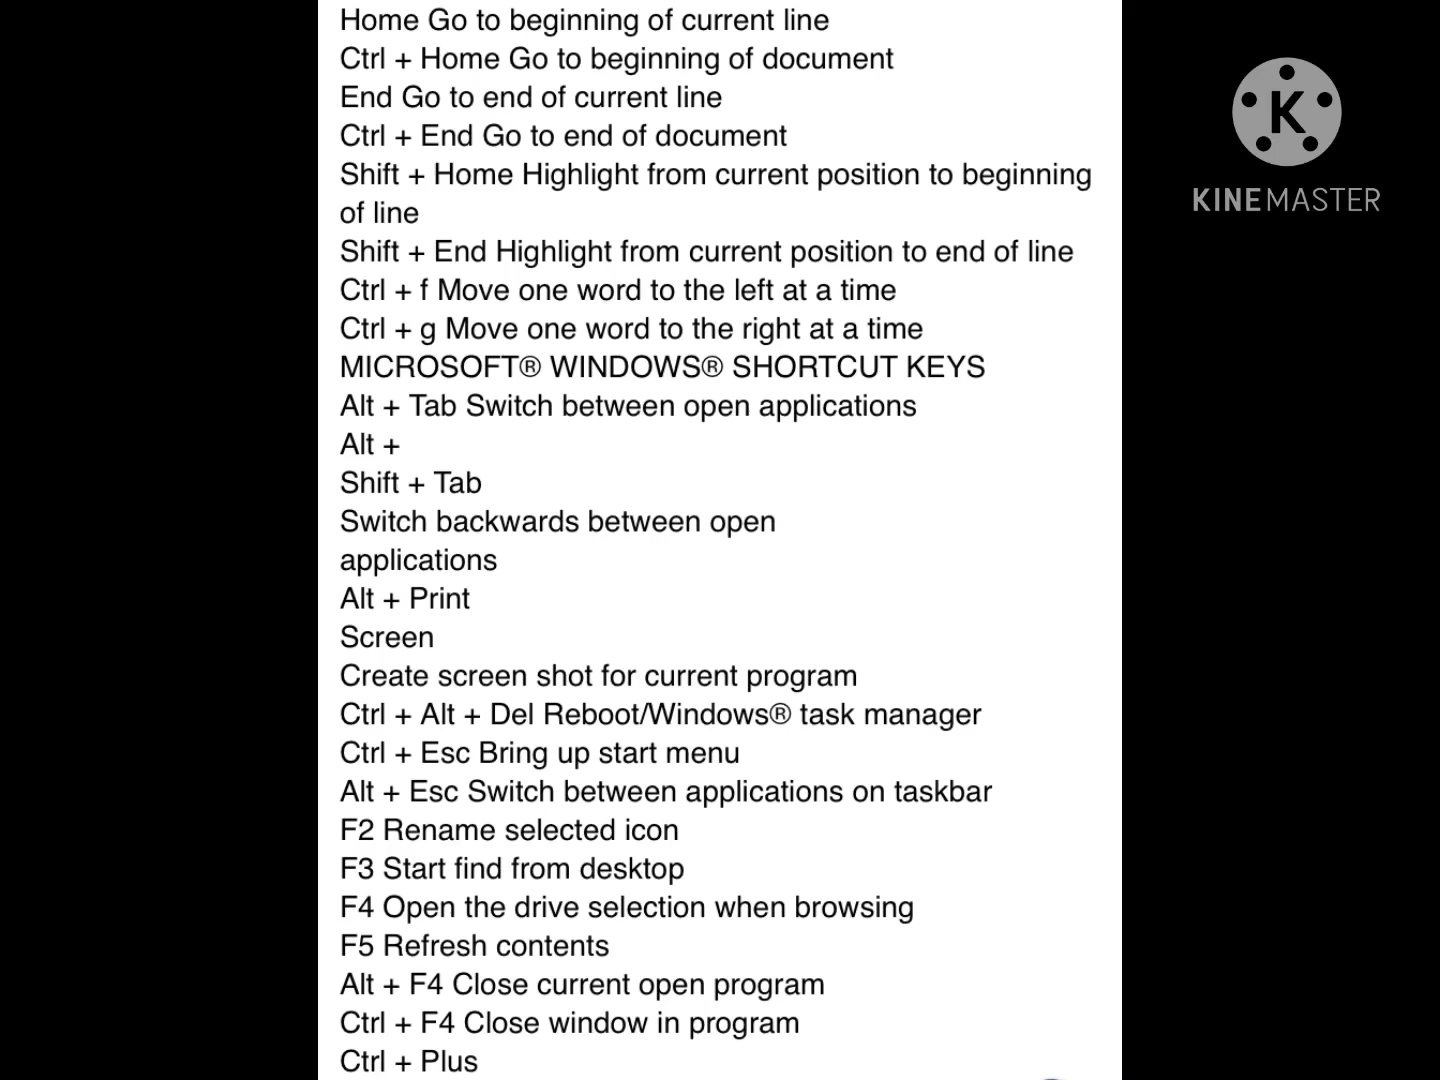 Home Go to beginning of current line
Ctrl + Home Go to beginning of document
End Go to end of current line
Ctrl + End Go to end of document
Shift + Home Highlight from current position to beginning
of line
Shift + End Highlight from current position to end of line
Ctrl + f Move one word to the left at a time
Ctrl + g Move one word to the right at a time
MICROSOFT® WINDOWS® SHORTCUT KEYS
Alt + Tab Switch between open applications
Alt +
Shift + Tab
Switch backwards between open
applications
Alt + Print
Screen
Create screen shot for current program
Ctrl + Alt + Del Reboot/Windows® task manager
Ctrl + Esc Bring up start menu
Alt + Esc Switch between applications on taskbar
F2 Rename selected icon
F3 Start find from desktop
F4 Open the drive selection when browsing
F5 Refresh contents
Alt + F4 Close current open program
Ctrl + F4 Close window in program
Ctrl + Plus
K
KINEMASTER